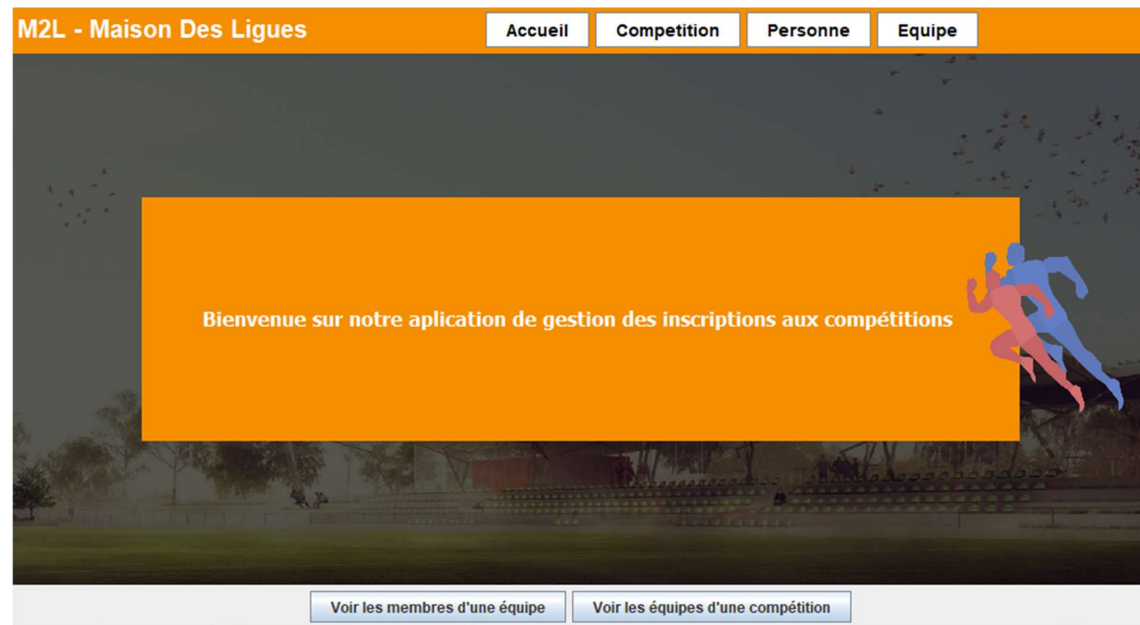 M2L - Maison Des Ligues
Accueil
Competition
Personne
Equipe
Bienvenue sur notre aplication de gestion des inscriptions aux compétitions
Voir les membres d'une équipe
Voir les équipes d'une compétition